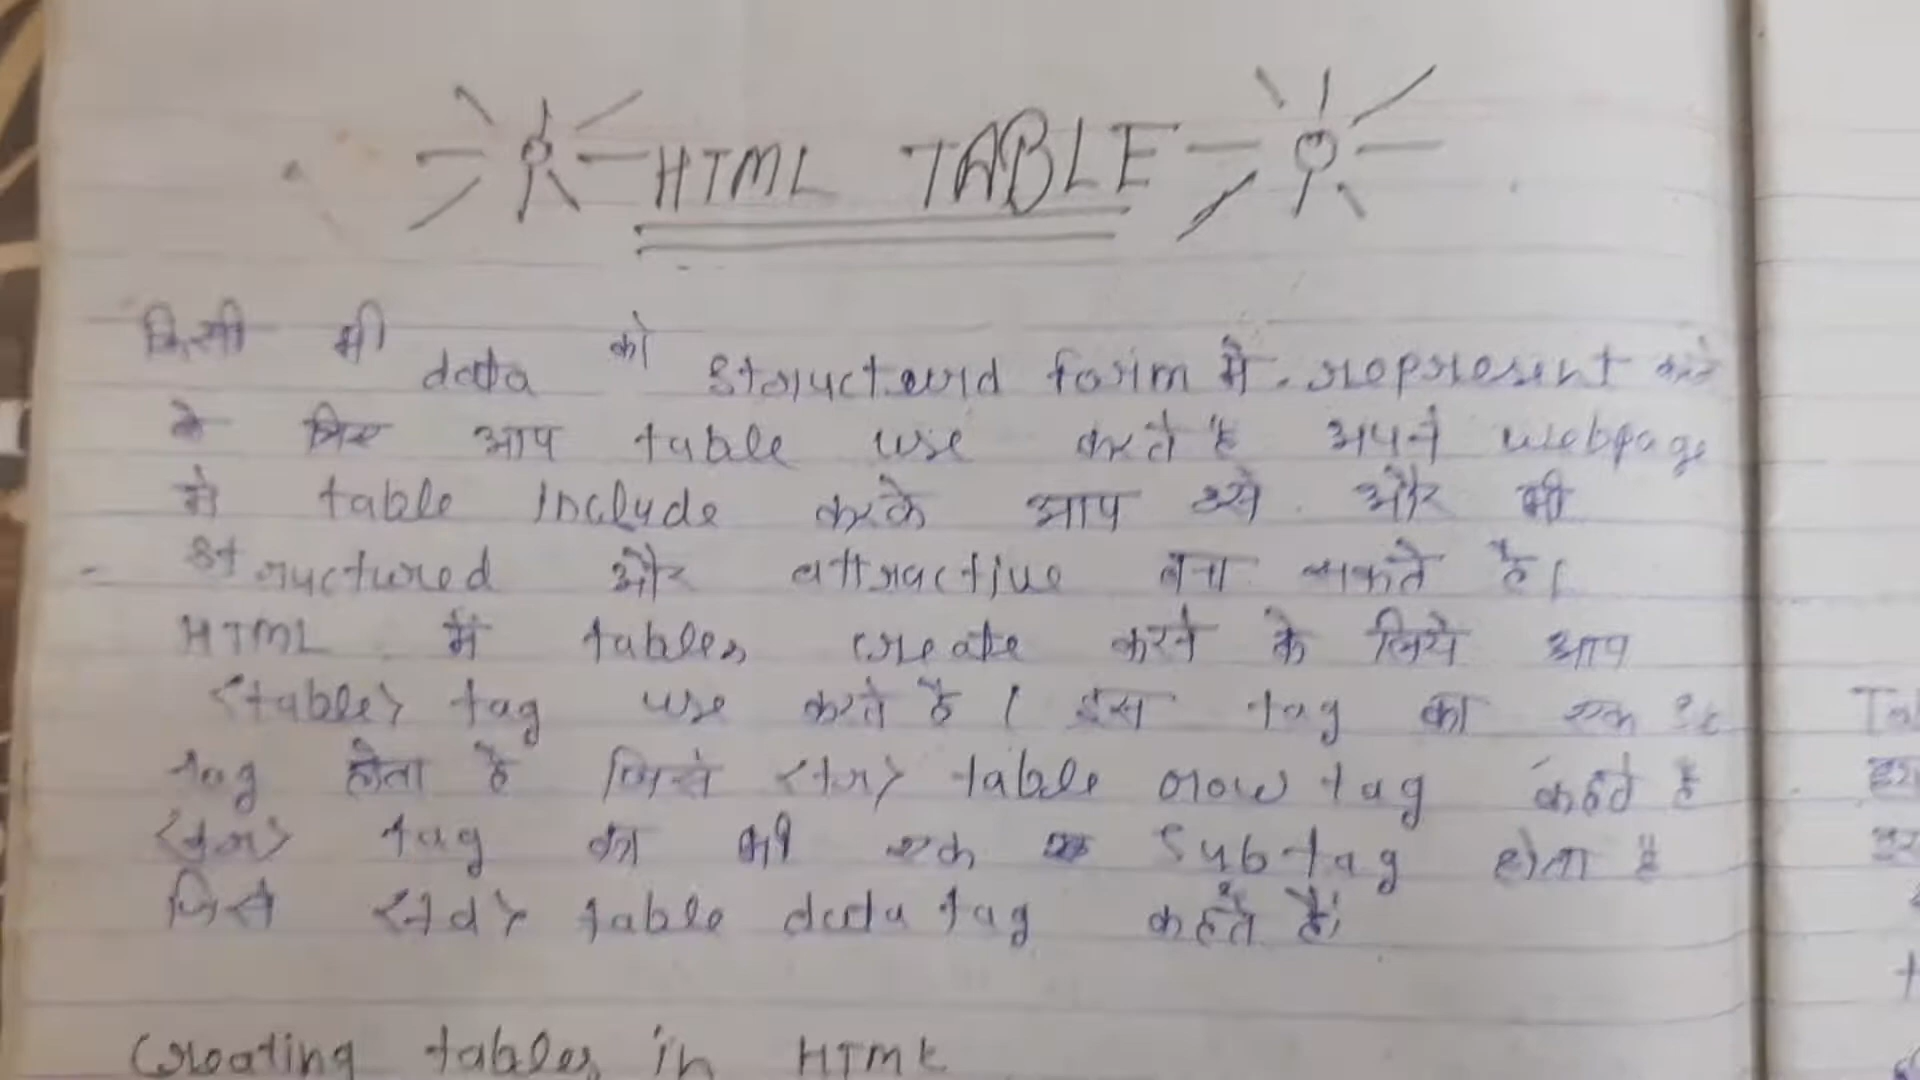 HTML TABLE
किसी भी data को structurd form में represent करने
के लिए आप table use करते है अपने webpage
मे table include करके आप उसे और भी
structured और attractive बना सकते है।
HTML में tables create करने के लिये आप
<table> tag use करते है । इस tag का एक
tag होता है जिसे <tr> table row tag कहते है
<tr> tag का भी एक subtag होता है
जिसे <td> table data tag कहते है।
Creating tables in HTML